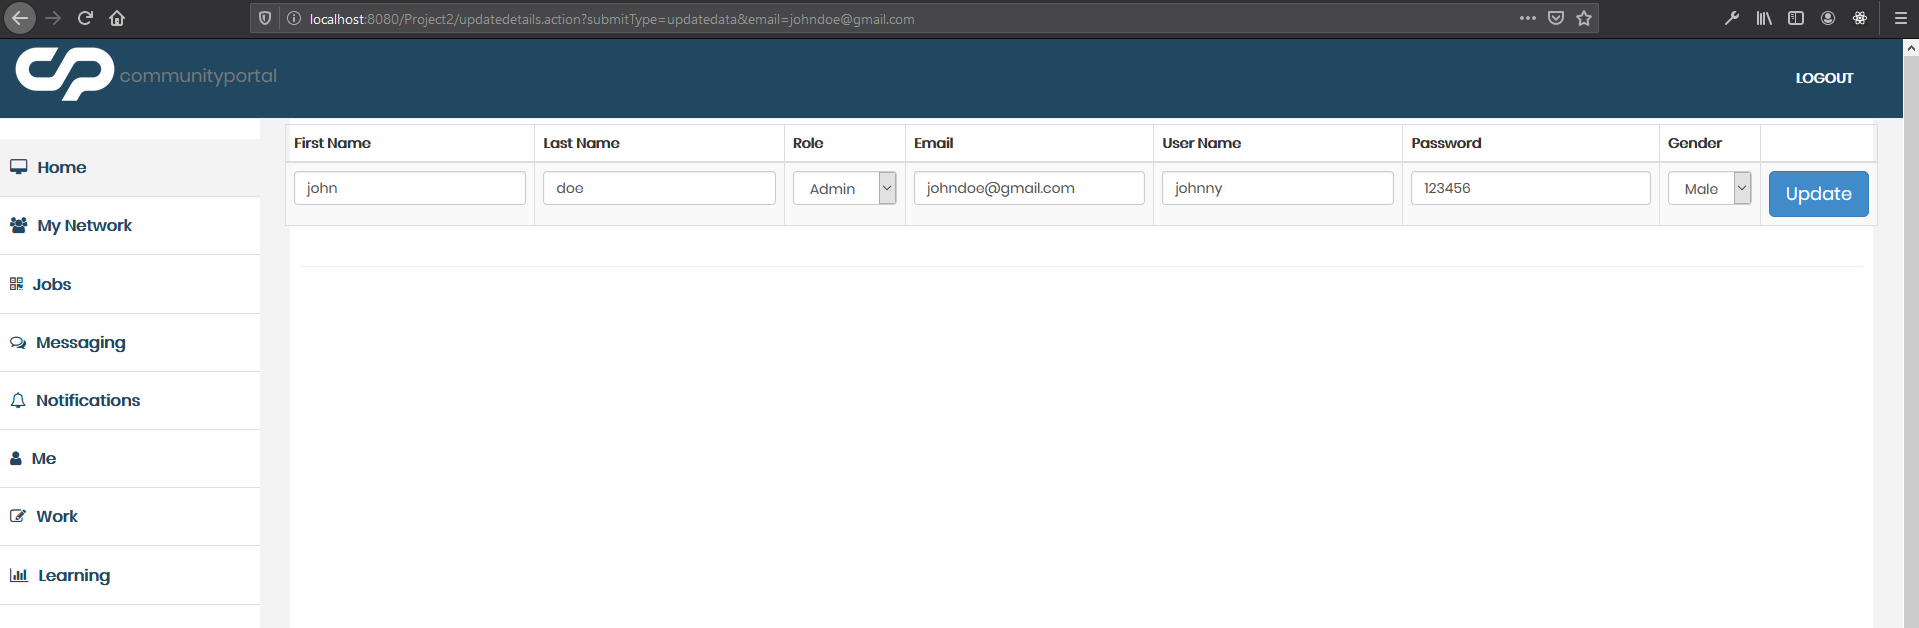 localhost:8080/Project2/updatedetails.action?submitType=updatedata&email=johndoe@gmail.com
communityportal
LOGOUT
First Name Last Name Role Email User Name Password Gender
john doe Admin johndoe@gmail.com johnny 123456 Male Update
Home
My Network
Jobs
Messaging
Notifications
Me
Work
Learning